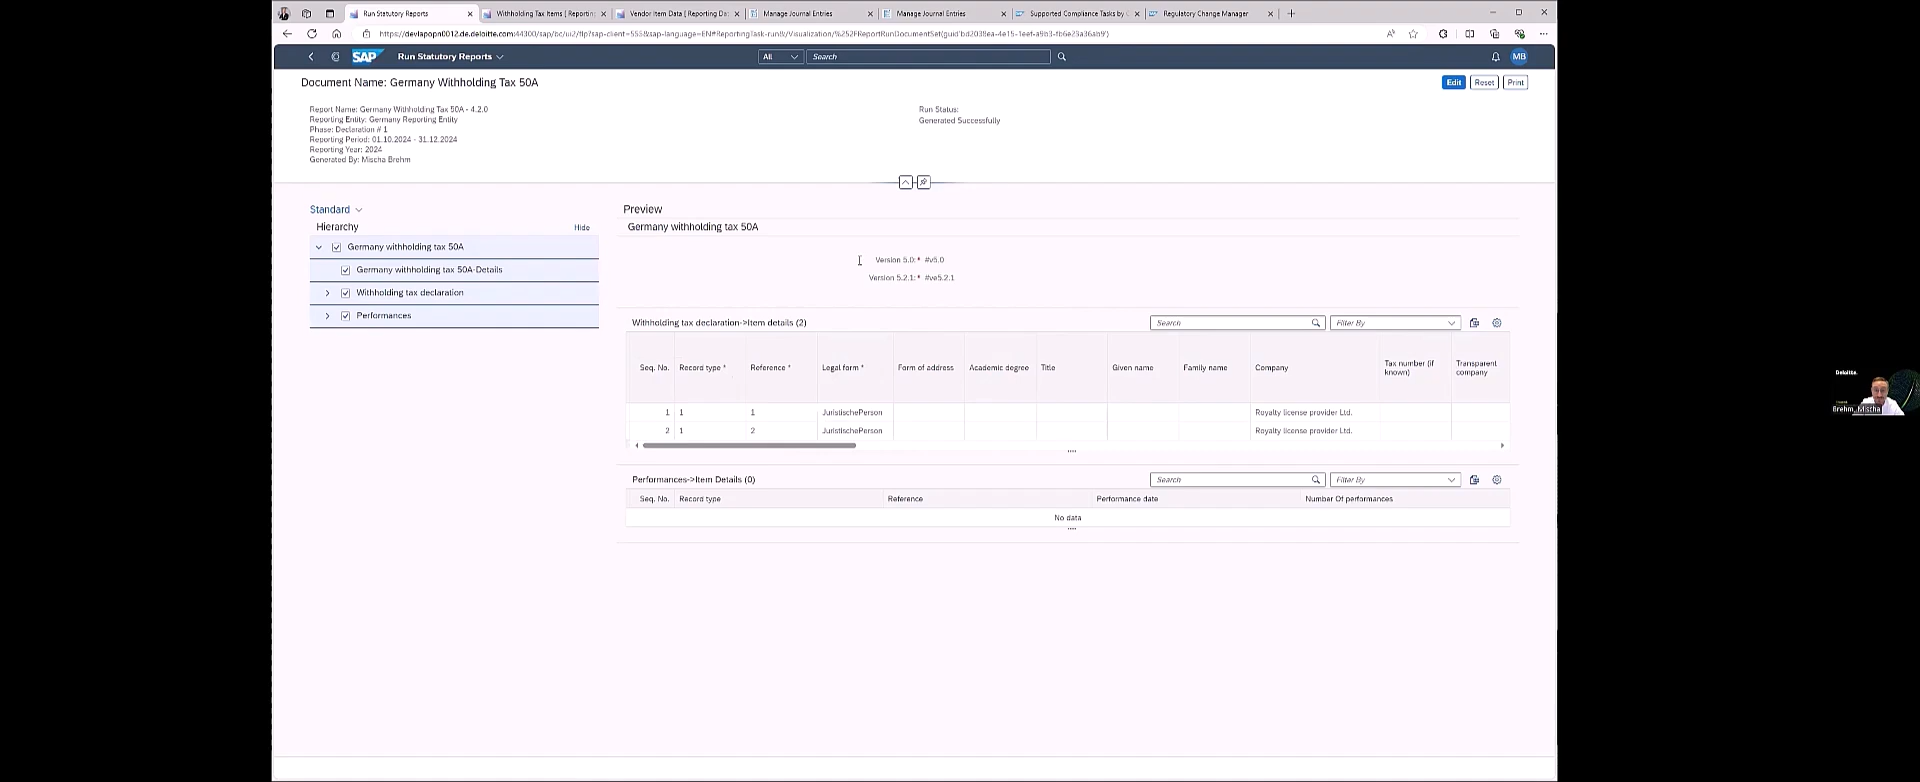 Run Statutory Reports
Withholding Tax Items | Reporting
Vendor Item Data | Reporting Da
Manage Journal Entries
Manage Journal Entries
Supported Compliance Tasks by C
Regulatory Change Manager
SAP
Run Statutory Reports
All
Search
MB
Document Name: Germany Withholding Tax 50A
Edit
Reset
Print
Report Name: Germany Withholding Tax 50A - 4.2.0
Reporting Entity: Germany Reporting Entity
Phase: Declaration # 1
Reporting Period: 01.10.2024 - 31.12.2024
Reporting Year: 2024
Generated By: Mischa Brehm
Run Status:
Generated Successfully
Standard
Hierarchy
Hide
Germany withholding tax 50A
Germany withholding tax 50A-Details
Withholding tax declaration
Performances
Preview
Germany withholding tax 50A
Version 5.0: * #v5.0
Version 5.2.1: * #ve5.2.1
Withholding tax declaration->Item details (2)
Search
Filter By
Seq. No. Record type * Reference * Legal form * Form of address Academic degree Title Given name Family name Company Tax number (if known) Transparent company
1 1 1 JuristischePerson Royalty license provider Ltd.
2 1 2 JuristischePerson Royalty license provider Ltd.
Performances->Item Details (0)
Search
Filter By
Seq. No. Record type Reference Performance date Number Of performances
No data
Deloitte.
Brehm, Mischa